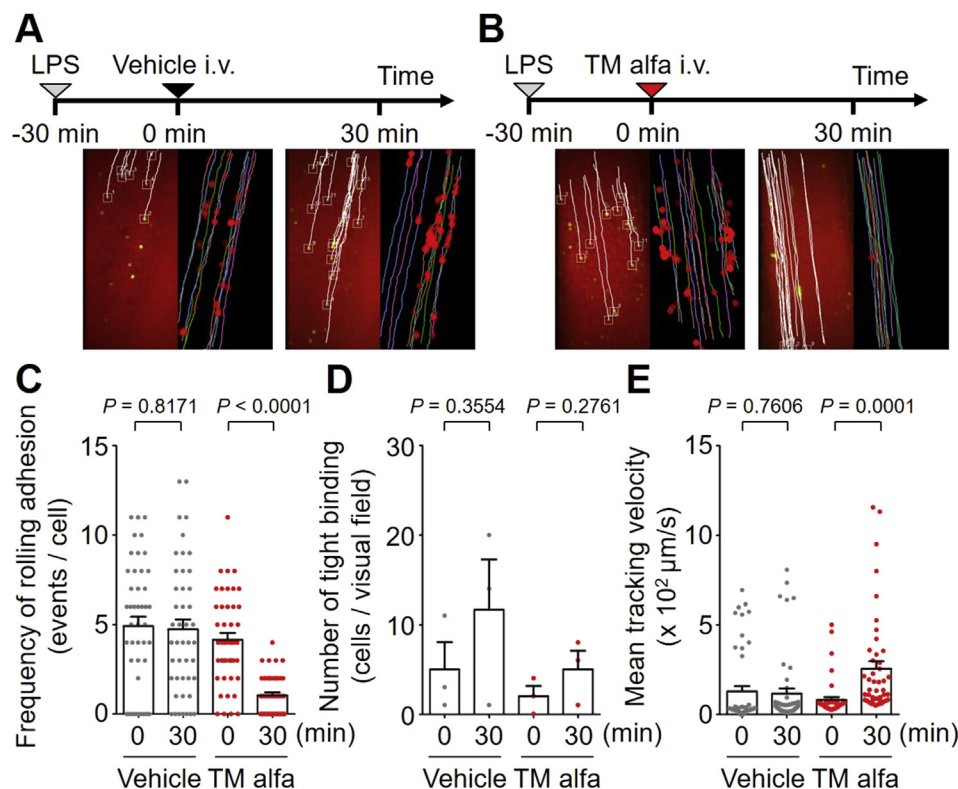 A
LPS
Vehicle i.v.
Time
-30 min
0 min
30 min
B
LPS
TM alfa i.v.
Time
-30 min
0 min
30 min
C
P = 0.8171
P < 0.0001
Frequency of rolling adhesion
(events / cell)
15
10
5
0
0
30
0
30
(min)
Vehicle
TM alfa
D
P = 0.3554
P = 0.2761
Number of tight binding
(cells / visual field)
30
20
10
0
0
30
0
30
(min)
Vehicle
TM alfa
E
P = 0.7606
P = 0.0001
Mean tracking velocity
(x 10² μm/s)
15
10
5
0
0
30
0
30
(min)
Vehicle
TM alfa